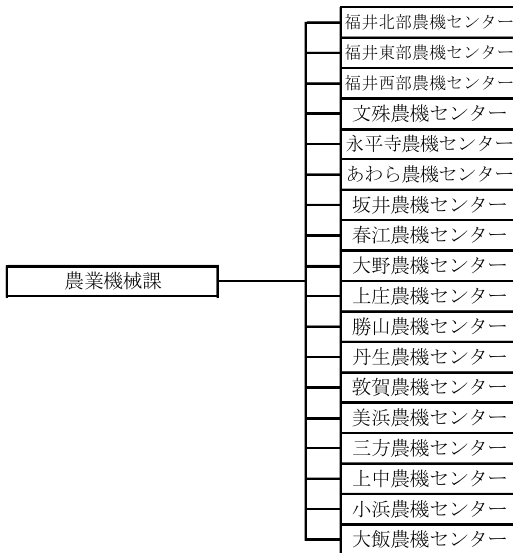 福井北部農機センター
福井東部農機センター
福井西部農機センター
文殊農機センター
永平寺農機センター
あわら農機センター
坂井農機センター
春江農機センター
農業機械課
大野農機センター
上庄農機センター
勝山農機センター
丹生農機センター
敦賀農機センター
美浜農機センター
三方農機センター
上中農機センター
小浜農機センター
大飯農機センター